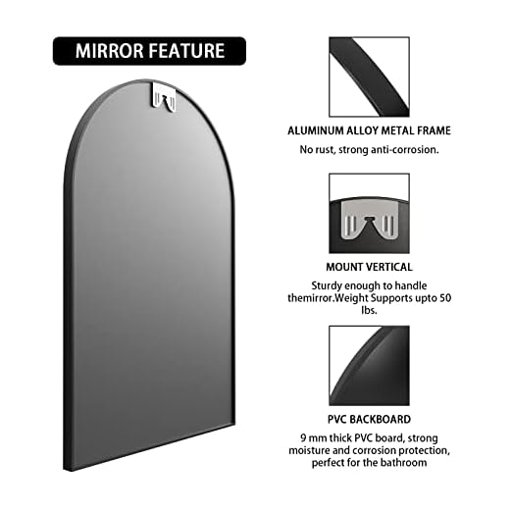 MIRROR FEATURE
ALUMINUM ALLOY METAL FRAME
No rust, strong anti-corrosion.
MOUNT VERTICAL
Sturdy enough to handle
themirror.Weight Supports upto 50
lbs.
PVC BACKBOARD
9 mm thick PVC board, strong
moisture and corrosion protection,
perfect for the bathroom